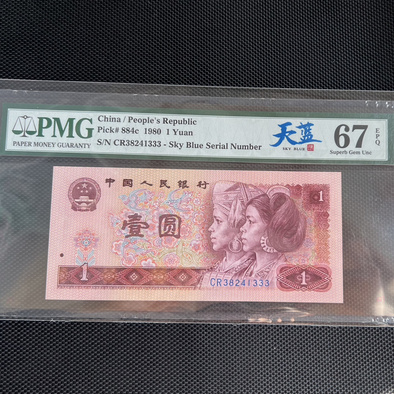 PMG
PAPER MONEY GUARANTY
China / People's Republic
Pick# 884c 1980 1 Yuan
S/N CR38241333 - Sky Blue Serial Number
天蓝
SKY BLUE
67
EPQ
Superb Gem Unc
中国人民银行
1
壹圆
1
CR38241333
1